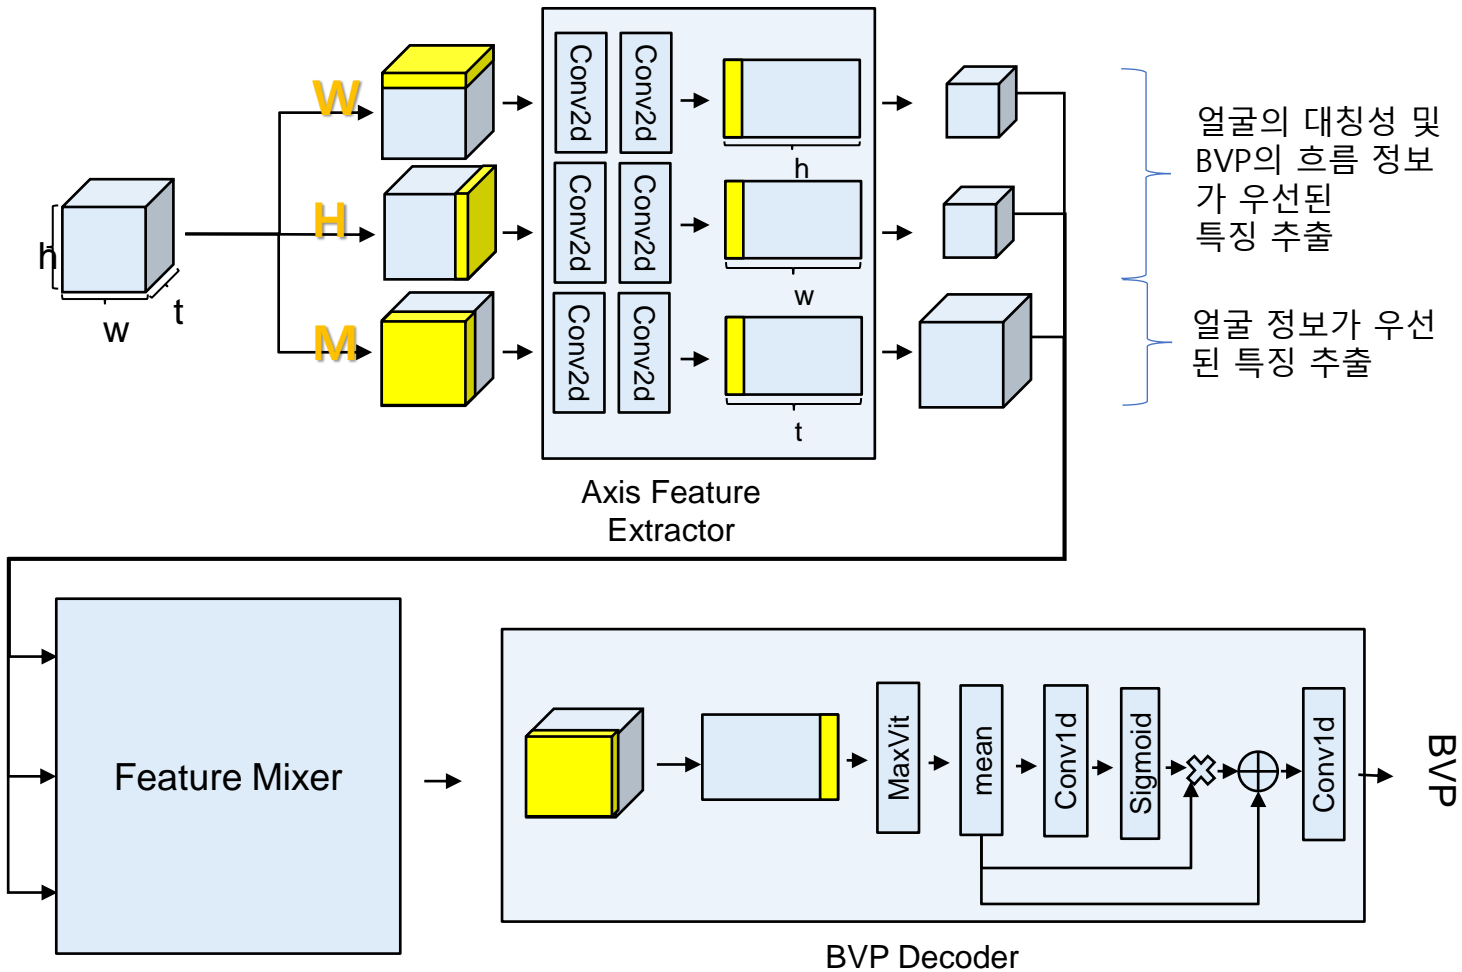 W
Conv2d
Conv2d
h
얼굴의 대칭성 및
BVP의 흐름 정보
가 우선된
특징 추출
h
w
t
H
Conv2d
Conv2d
w
M
Conv2d
Conv2d
t
얼굴 정보가 우선
된 특징 추출
Axis Feature
Extractor
Feature Mixer
MaxVit
mean
Conv1d
Sigmoid
Conv1d
BVP
BVP Decoder